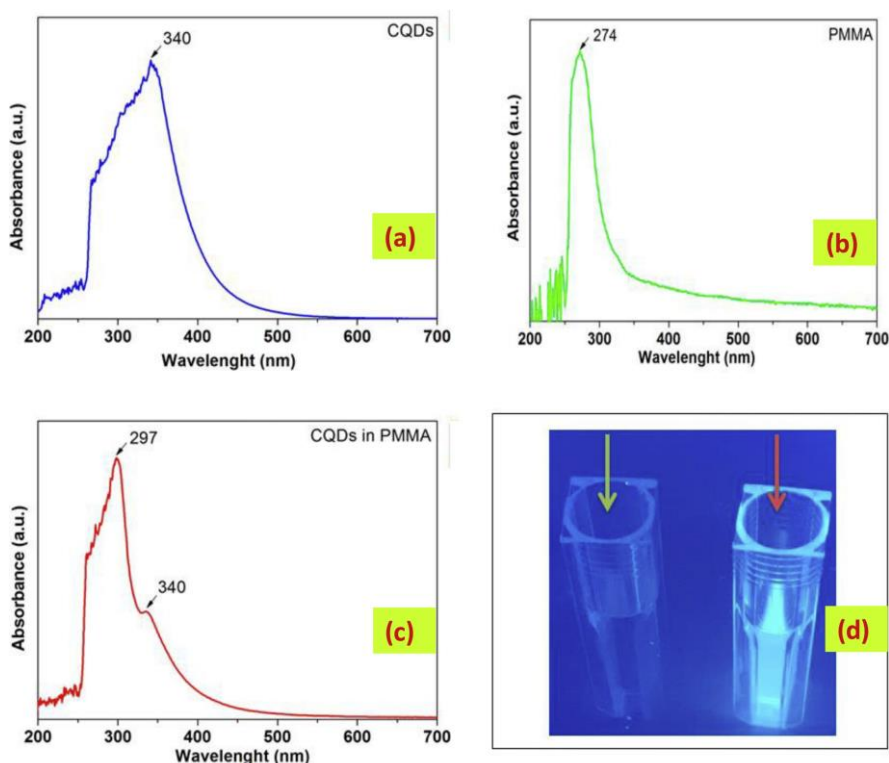 340
CQDs
Absorbance (a.u.)
(a)
200 300 400 500 600 700
Wavelenght (nm)
274
PMMA
Absorbance (a.u.)
(b)
200 300 400 500 600 700
Wavelenght (nm)
297
CQDs in PMMA
340
Absorbance (a.u.)
(c)
200 300 400 500 600 700
Wavelenght (nm)
(d)